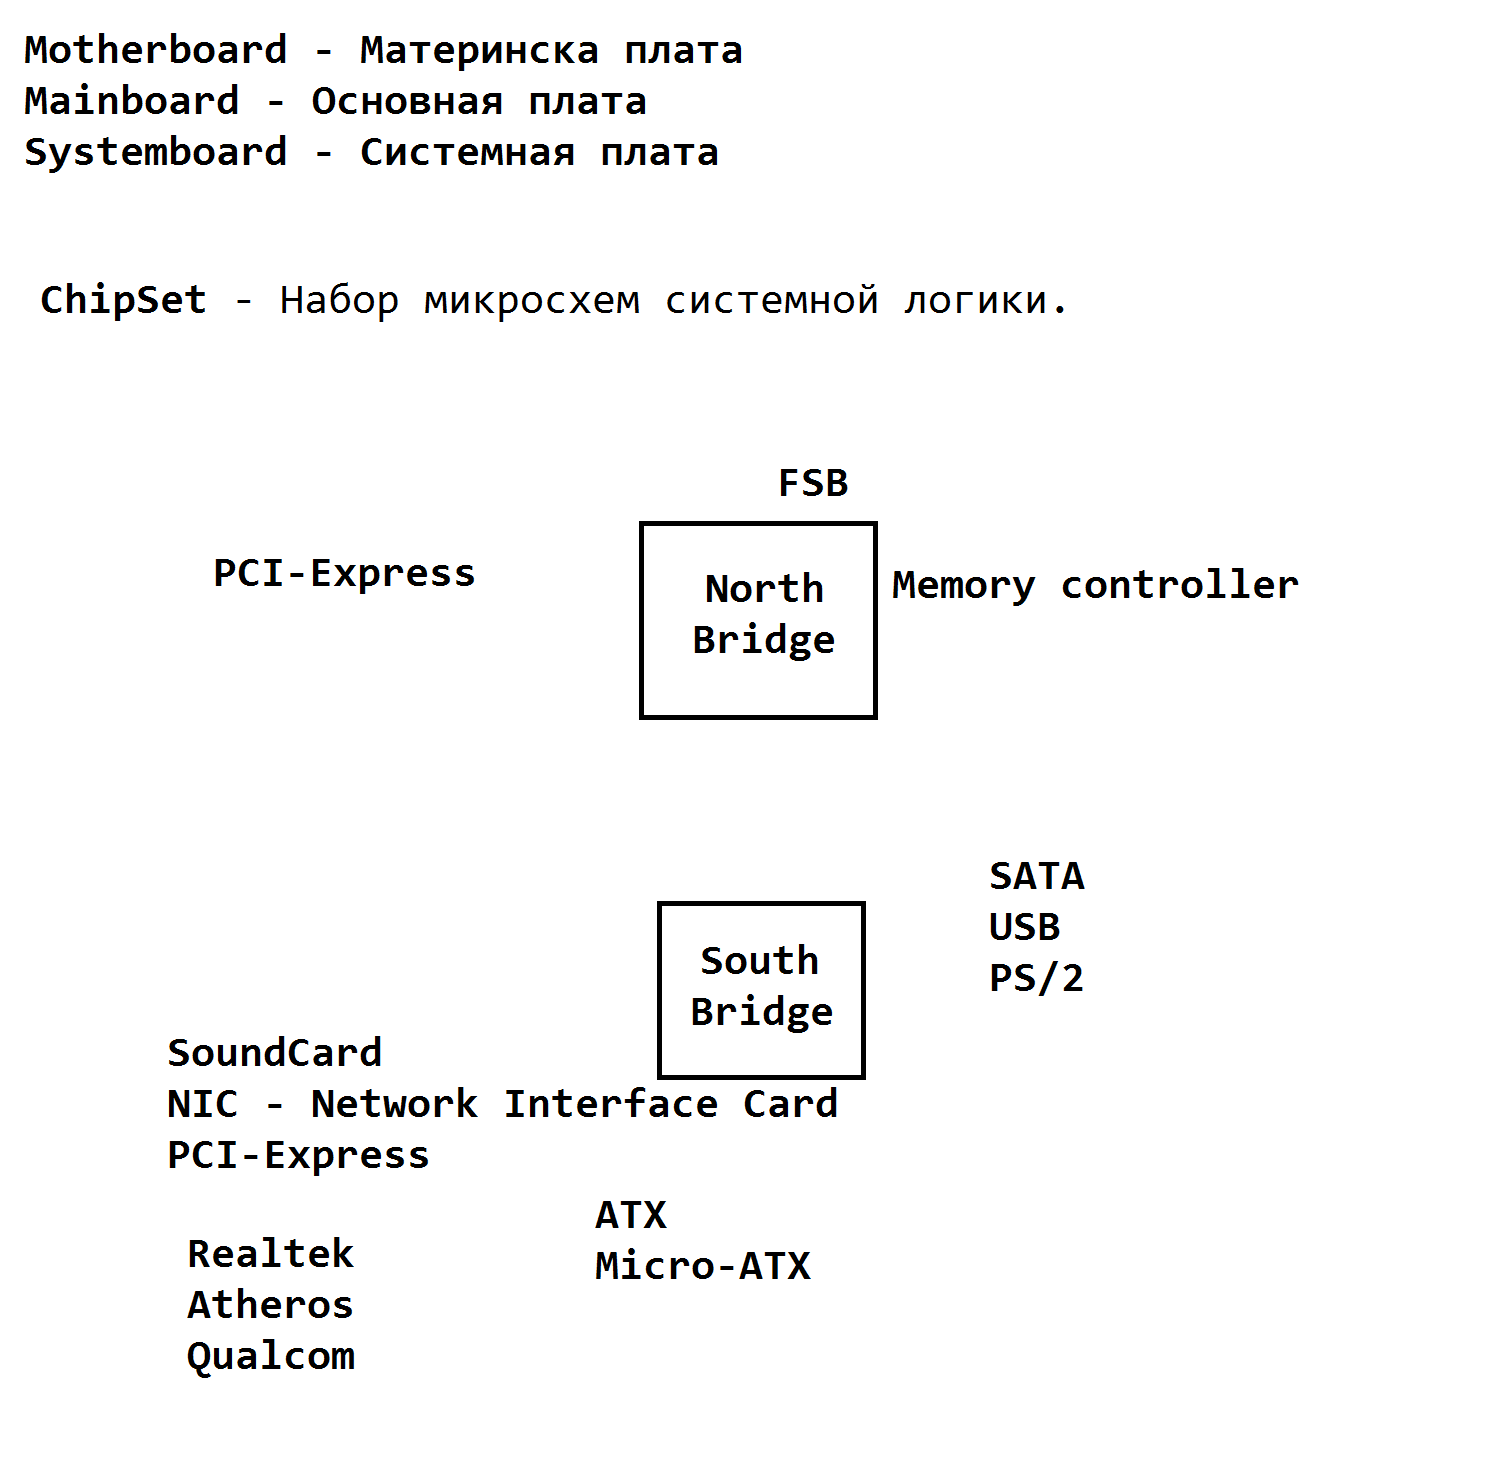 Motherboard - Материнска плата
Mainboard - Основная плата
Systemboard - Системная плата
ChipSet - Набор микросхем системной логики.
FSB
PCI-Express
North
Bridge
Memory controller
SATA
USB
PS/2
South
Bridge
SoundCard
NIC - Network Interface Card
PCI-Express
ATX
Micro-ATX
Realtek
Atheros
Qualcom